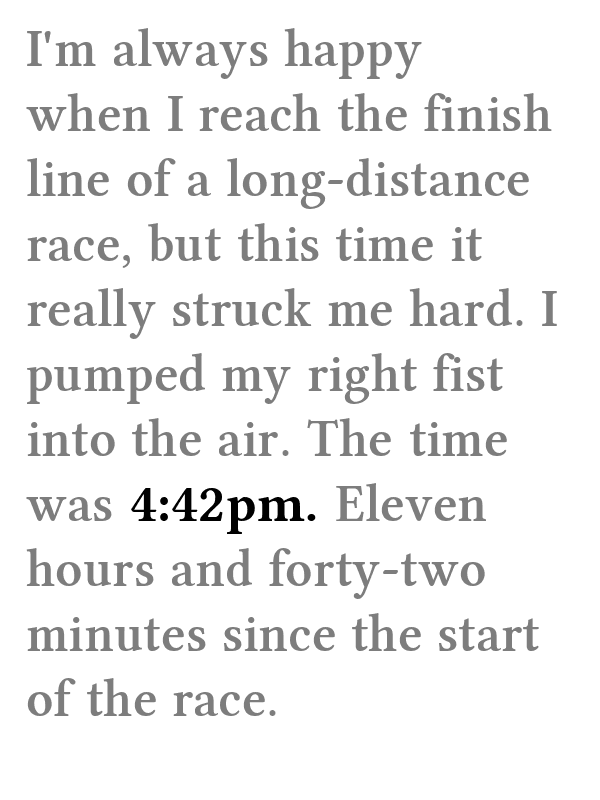 I'm always happy
when I reach the finish
line of a long-distance
race, but this time it
really struck me hard. I
pumped my right fist
into the air. The time
was 4:42pm. Eleven
hours and forty-two
minutes since the start
of the race.